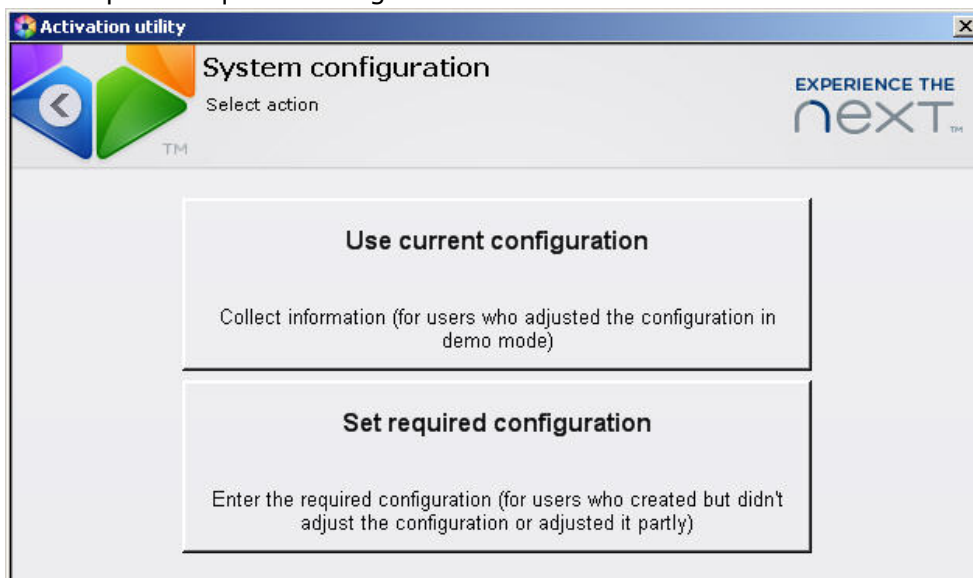 Activation utility
System configuration
Select action
EXPERIENCE THE
nexT™
TM
Use current configuration
Collect information (for users who adjusted the configuration in
demo mode)
Set required configuration
Enter the required configuration (for users who created but didn't
adjust the configuration or adjusted it partly)